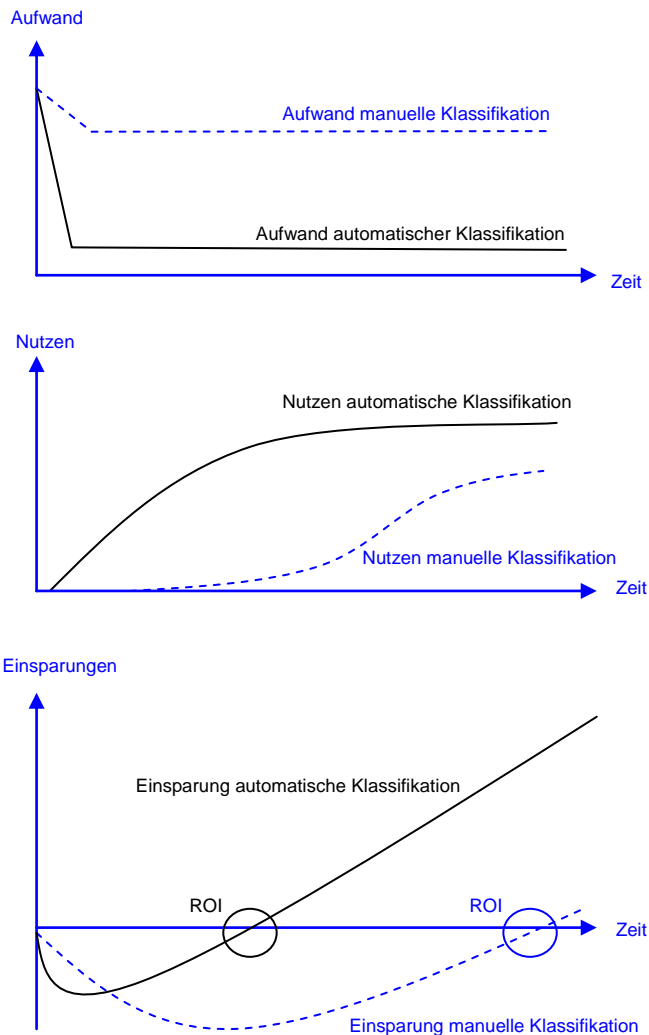 Aufwand
Aufwand manuelle Klassifikation
Aufwand automatischer Klassifikation
Zeit
Nutzen
Nutzen automatische Klassifikation
Nutzen manuelle Klassifikation
Zeit
Einsparungen
Einsparung automatische Klassifikation
ROI
ROI
Zeit
Einsparung manuelle Klassifikation